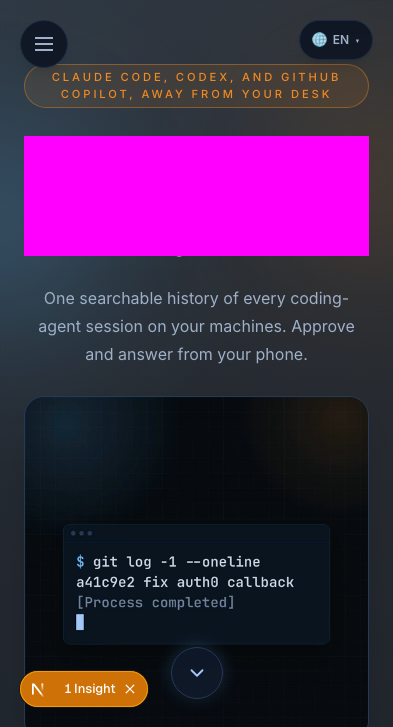 EN
CLAUDE CODE, CODEX, AND GITHUB
COPILOT, AWAY FROM YOUR DESK
One searchable history of every coding-
agent session on your machines. Approve
and answer from your phone.
$ git log -1 --oneline
a41c9e2 fix auth0 callback
[Process completed]
1 Insight